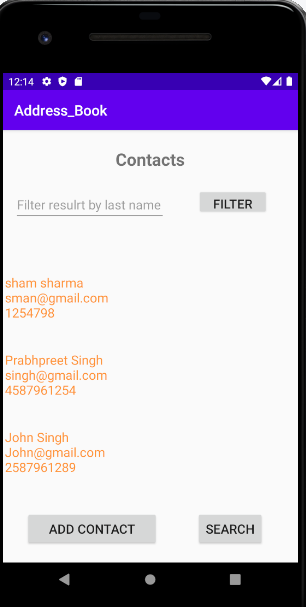 12:14
Address_Book
Contacts
Filter resulrt by last name
FILTER
sham sharma
sman@gmail.com
1254798
Prabhpreet Singh
singh@gmail.com
4587961254
John Singh
John@gmail.com
2587961289
ADD CONTACT
SEARCH